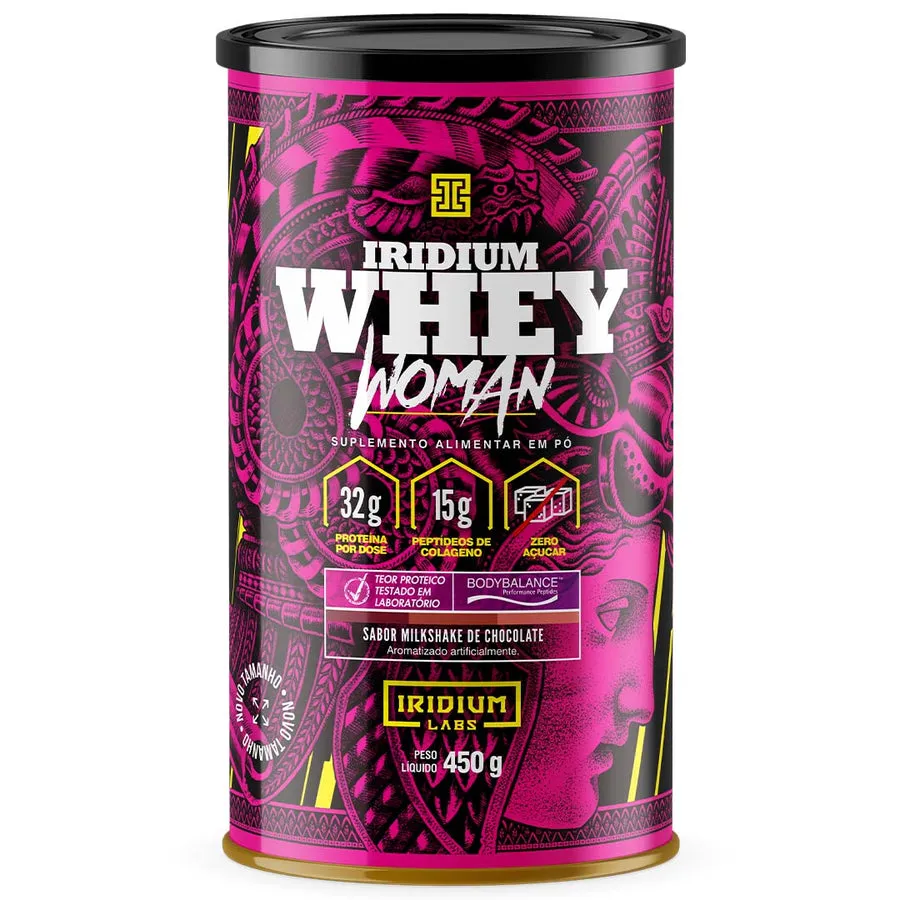 IRIDIUM
WHEY
WOMAN
SUPLEMENTO ALIMENTAR EM PÓ
32g
PROTEÍNA
POR DOSE
15g
PEPTÍDEOS DE
COLÁGENO
ZERO
AÇUCAR
TEOR PROTEICO
TESTADO EM
LABORATÓRIO
BODYBALANCE™
Performance Peptides
SABOR MILKSHAKE DE CHOCOLATE
Aromatizado artificialmente.
NOVO TAMANHO • NOVO TAMANHO •
IRIDIUM
LABS
PESO
LÍQUIDO 450 g